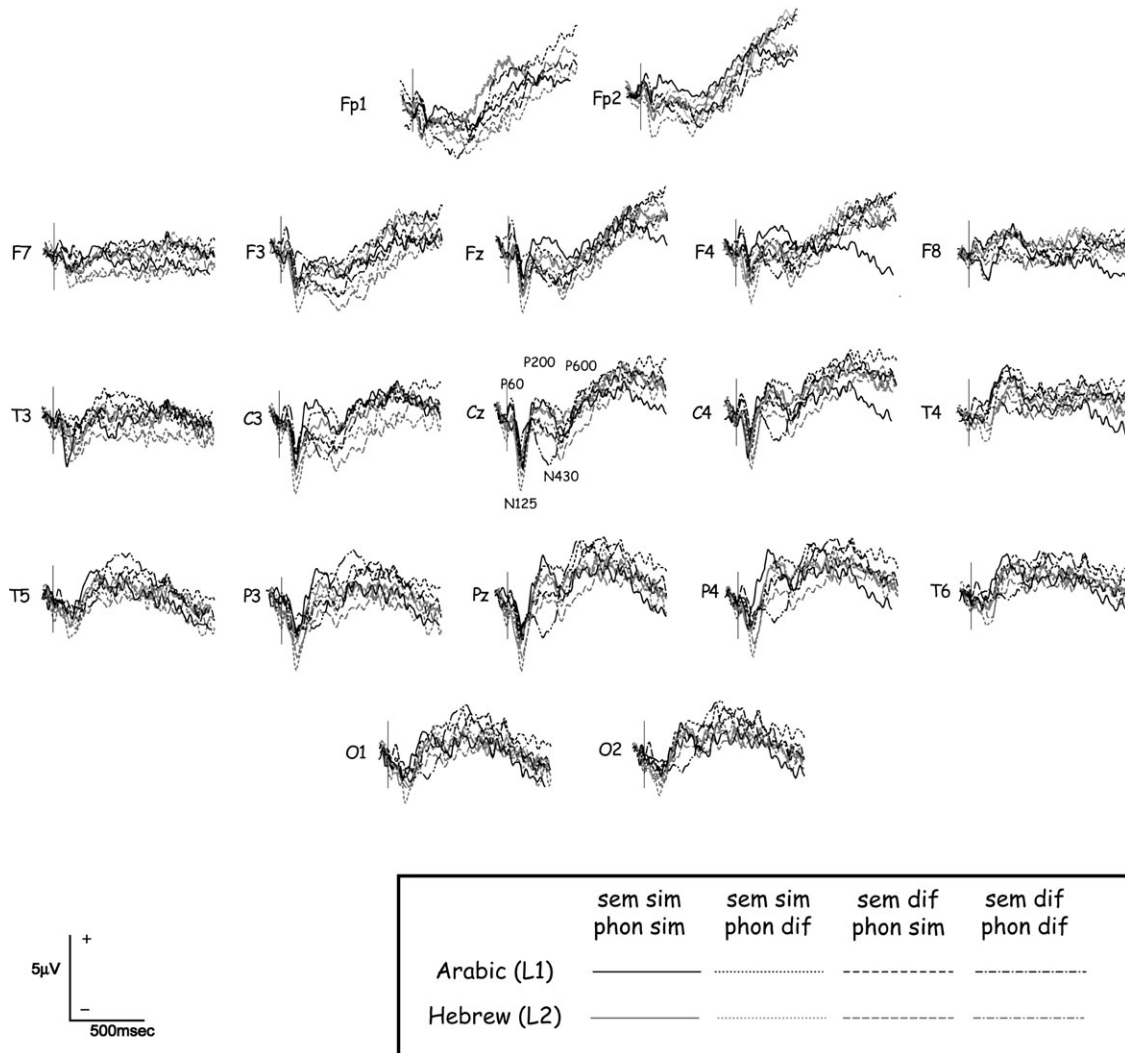 Fp1 Fp2
F7 F3 Fz F4 F8
P200 P600
P60
T3 C3 Cz C4 T4
N430
N125
T5 P3 Pz P4 T6
O1 O2
sem sim sem sim sem dif sem dif
phon sim phon dif phon sim phon dif
+
5μV
Arabic (L1)
–
Hebrew (L2)
500msec